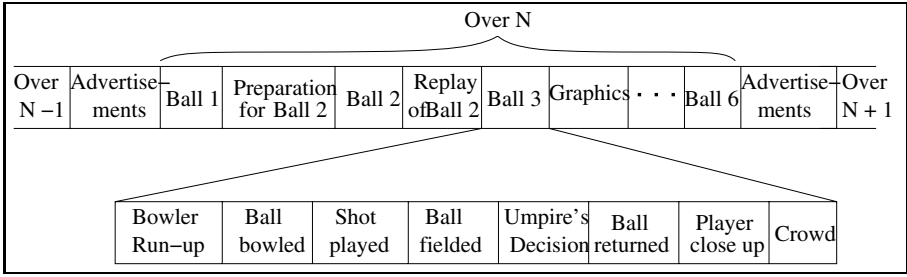 Over N
Over
N −1
Advertise−
ments
Ball 1
Preparation
for Ball 2
Ball 2
Replay
ofBall 2
Ball 3
Graphics
· · ·
Ball 6
Advertise−
ments
Over
N + 1
Bowler
Run−up
Ball
bowled
Shot
played
Ball
fielded
Umpire's
Decision
Ball
returned
Player
close up
Crowd